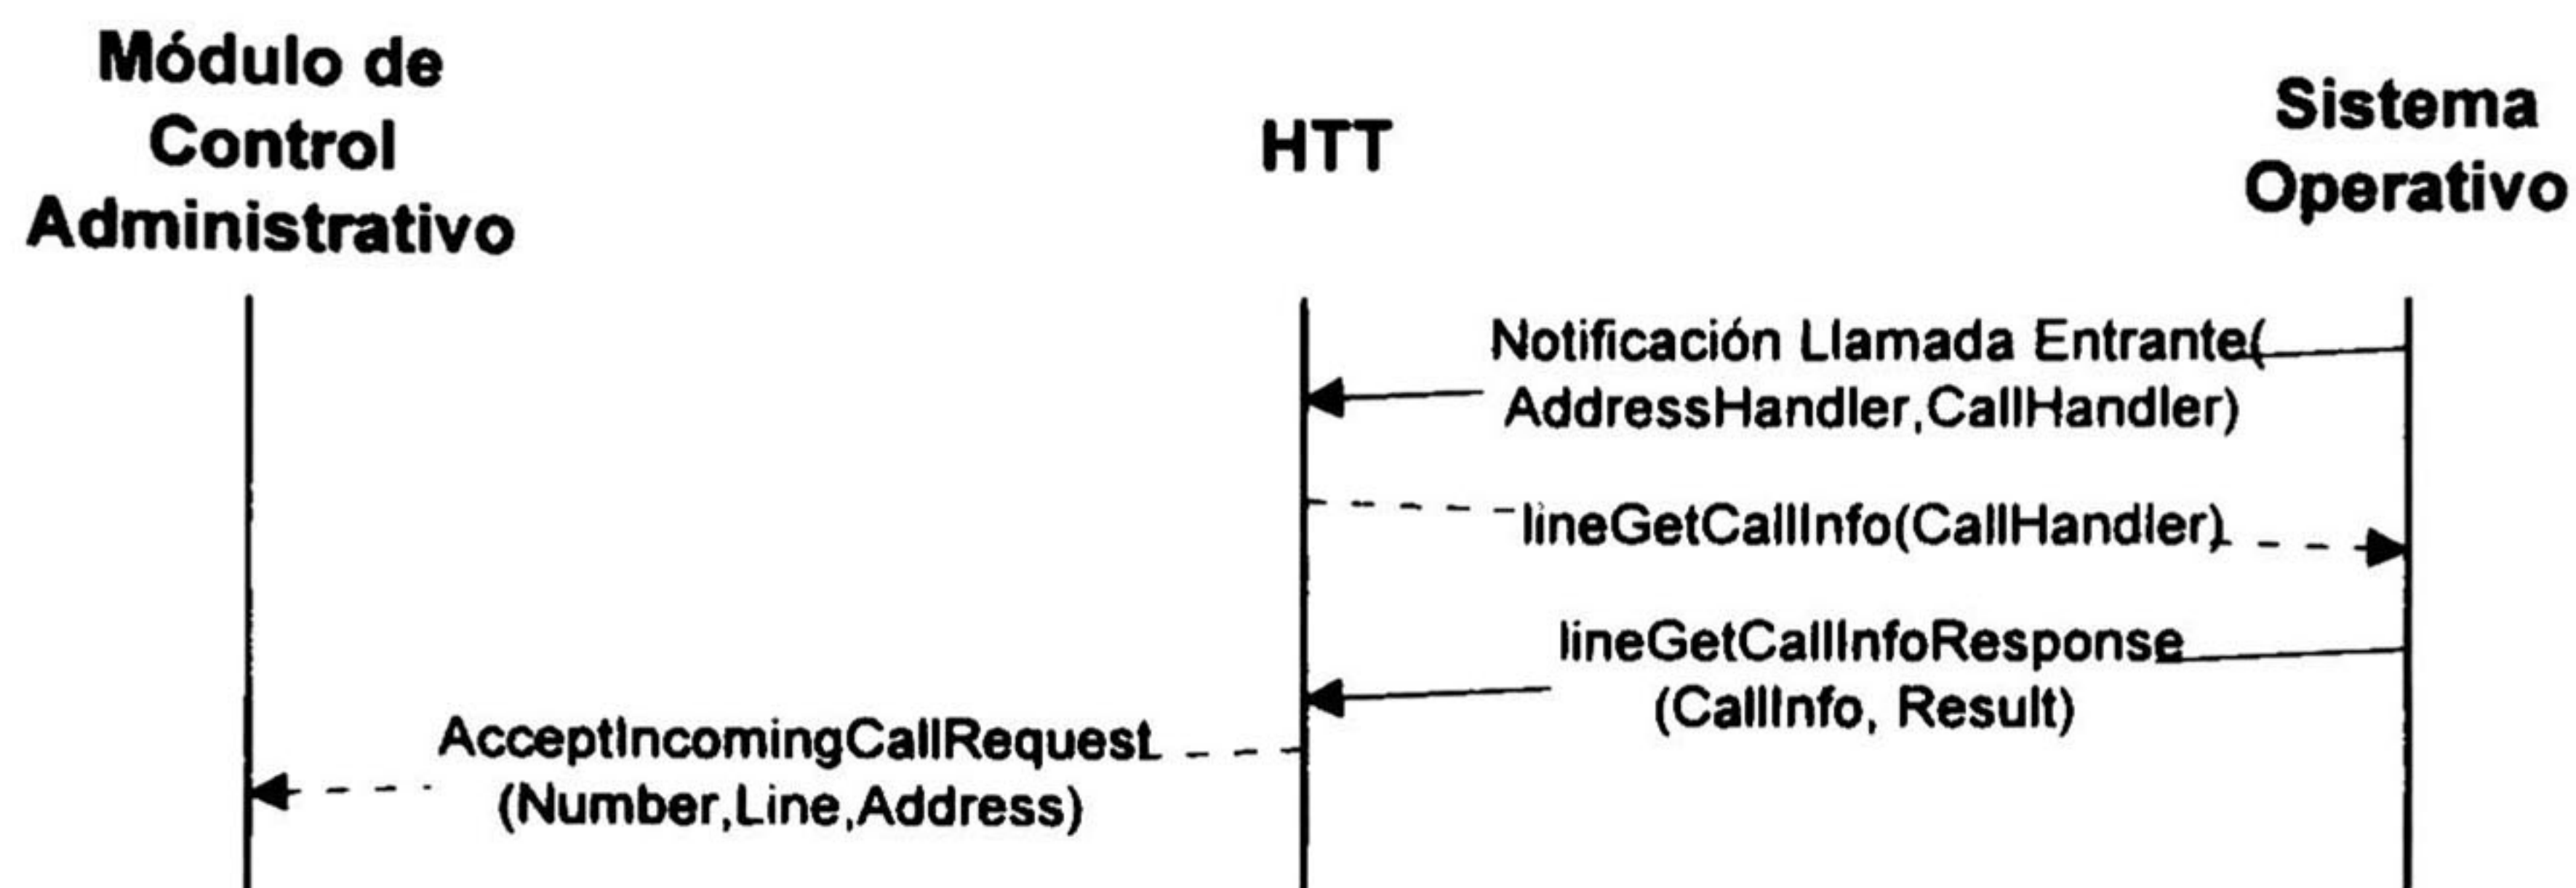 Módulo de
Control
Administrativo
HTT
Sistema
Operativo
Notificación Llamada Entrante(
AddressHandler,CallHandler)
lineGetCallInfo(CallHandler)
lineGetCallInfoResponse
(CallInfo, Result)
AcceptIncomingCallRequest
(Number,Line,Address)